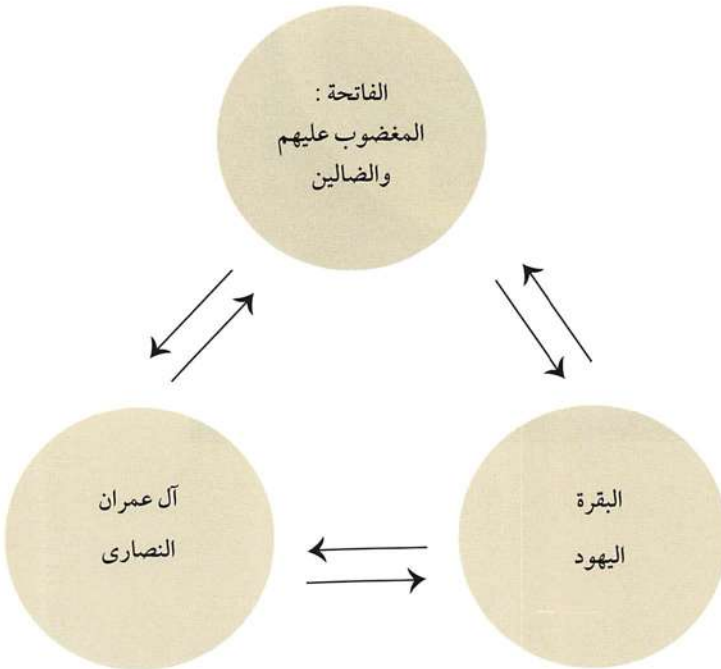 الفاتحة :
المغضوب عليهم
والضالين
البقرة
اليهود
آل عمران
النصارى